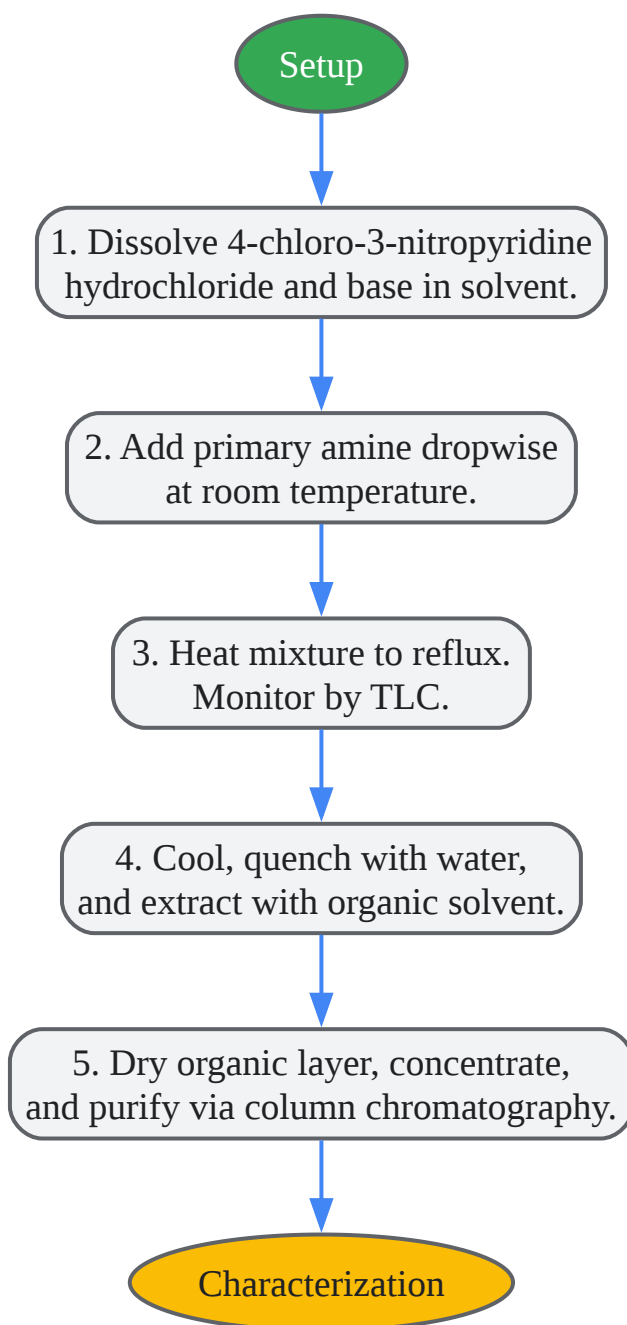 Setup
1. Dissolve 4-chloro-3-nitropyridine
hydrochloride and base in solvent.
2. Add primary amine dropwise
at room temperature.
3. Heat mixture to reflux.
Monitor by TLC.
4. Cool, quench with water,
and extract with organic solvent.
5. Dry organic layer, concentrate,
and purify via column chromatography.
Characterization